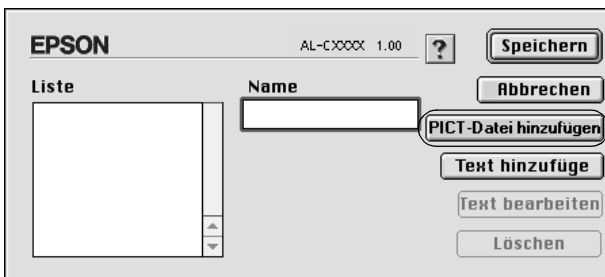 EPSON AL-CXXXX 1.00 ? Speichern
Liste Name Abbrechen
PICT-Datei hinzufügen
Text hinzufüge
Text bearbeiten
Löschen